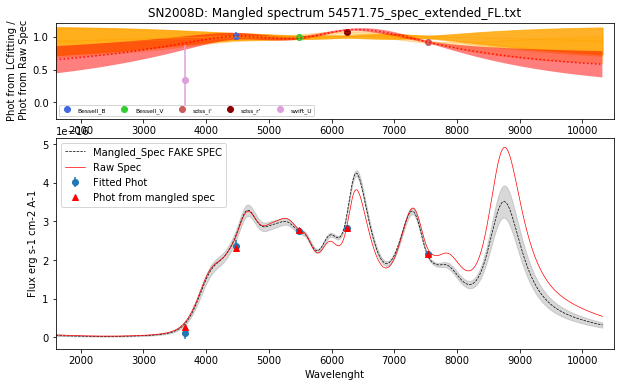 SN2008D: Mangled spectrum 54571.75_spec_extended_FL.txt
Phot from LCfitting /
Phot from Raw Spec
1.0
0.5
0.0
Bessell_B
Bessell_V
sdss_i'
sdss_r'
swift_U
2000 3000 4000 5000 6000 7000 8000 9000 10000
1e−16
Mangled_Spec FAKE SPEC
Raw Spec
Fitted Phot
Phot from mangled spec
Flux erg s-1 cm-2 A-1
5
4
3
2
1
0
2000 3000 4000 5000 6000 7000 8000 9000 10000
Wavelenght